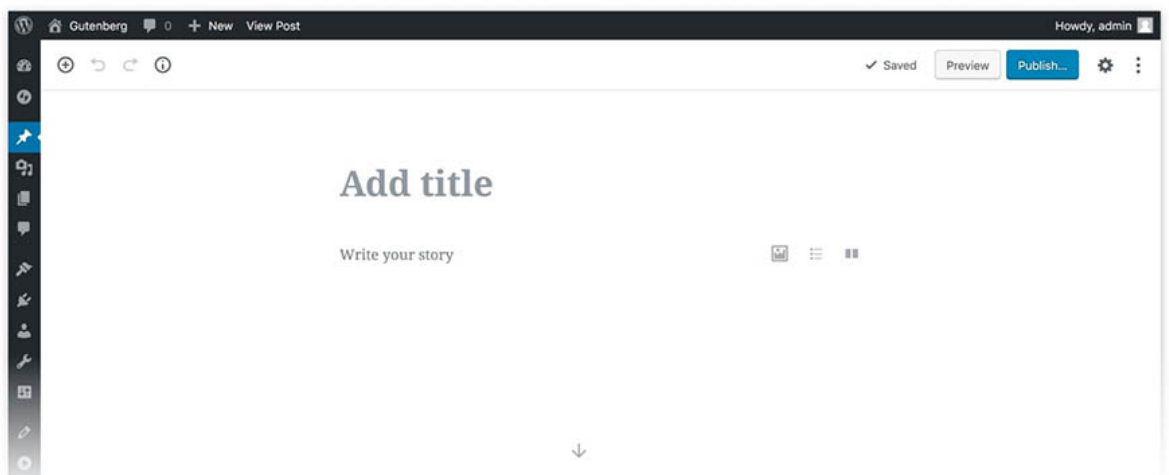 Gutenberg 0 New View Post Howdy, admin
Saved Preview Publish...
Add title
Write your story